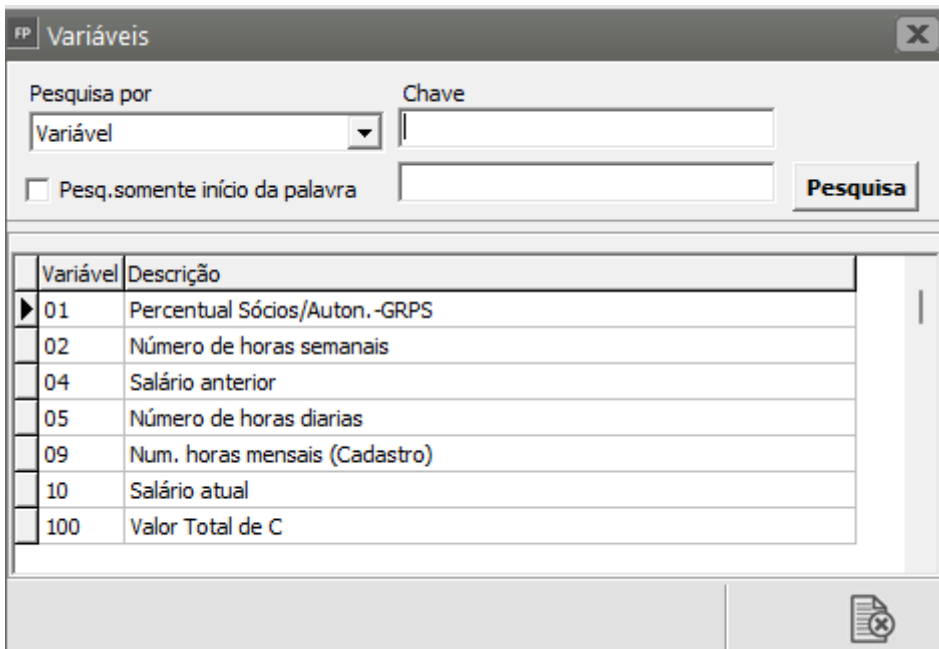 FP Variáveis
Pesquisa por Chave
Variável
Pesq.somente início da palavra Pesquisa
Variável Descrição
01 Percentual Sócios/Auton.-GRPS
02 Número de horas semanais
04 Salário anterior
05 Número de horas diarias
09 Num. horas mensais (Cadastro)
10 Salário atual
100 Valor Total de C